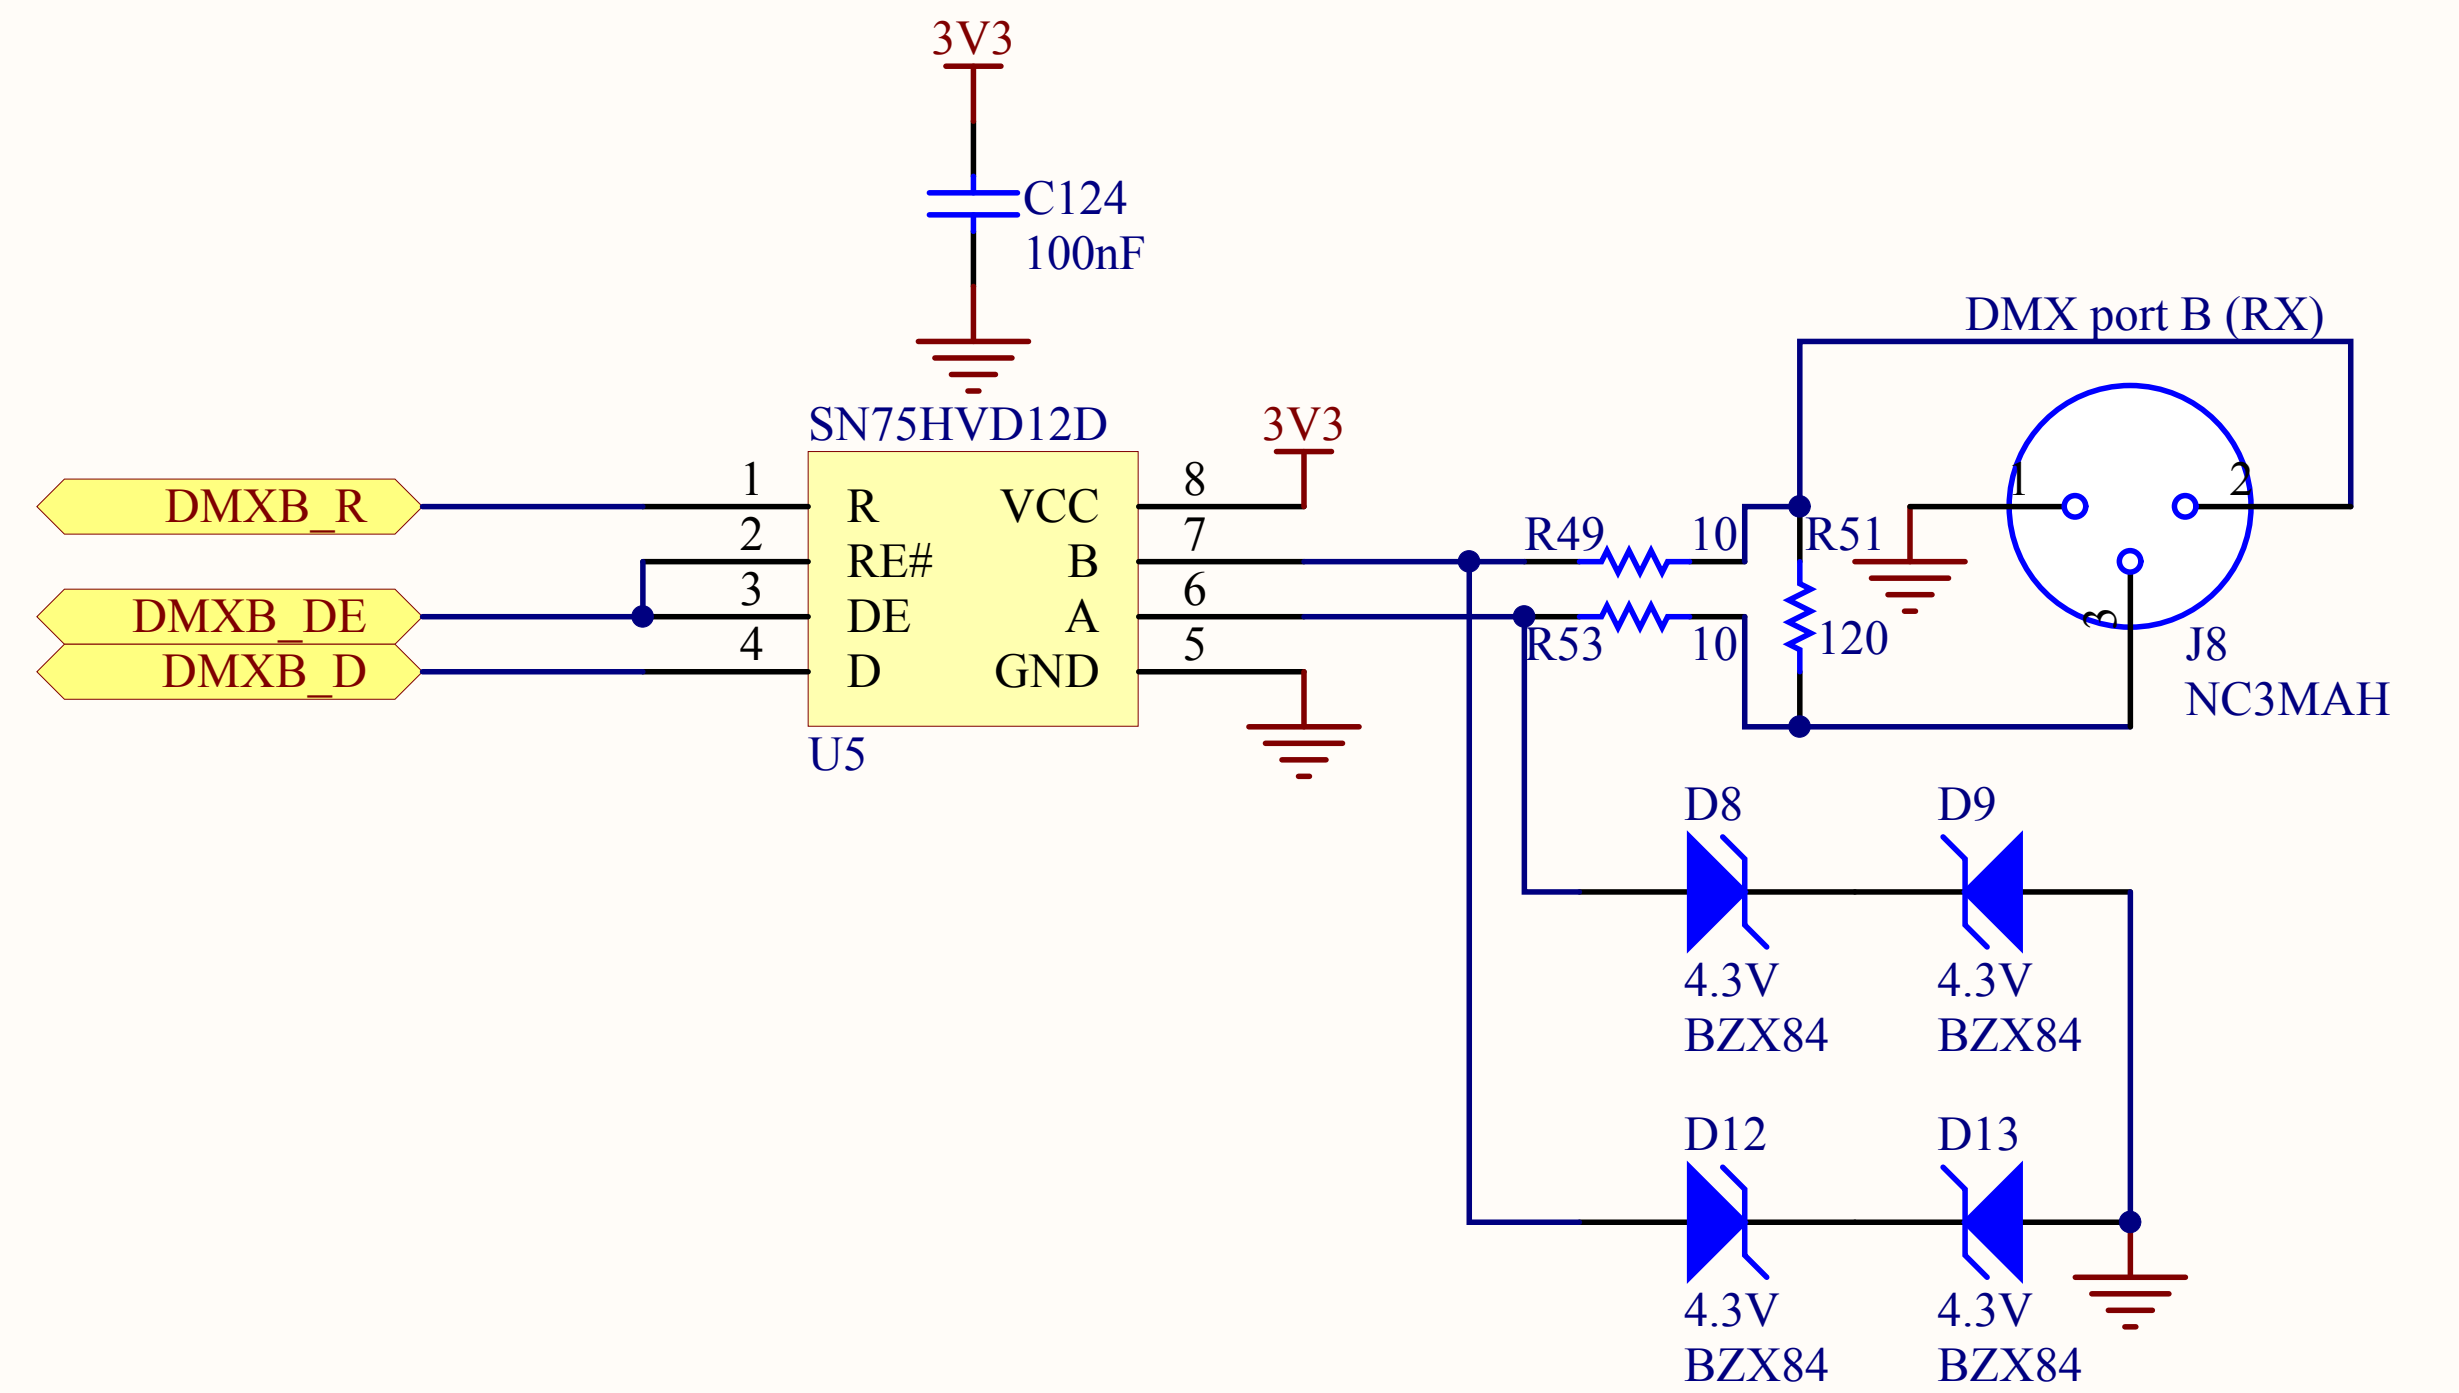 3V3
C124
100nF
DMX port B (RX)
SN75HVD12D
3V3
DMXB_R
1
R
VCC
8
1
2
2
RE#
B
7
R49
10
R51
DMXB_DE
3
DE
A
6
R53
10
120
3
J8
NC3MAH
DMXB_D
4
D
GND
5
U5
D8
D9
4.3V
4.3V
BZX84
BZX84
D12
D13
4.3V
4.3V
BZX84
BZX84